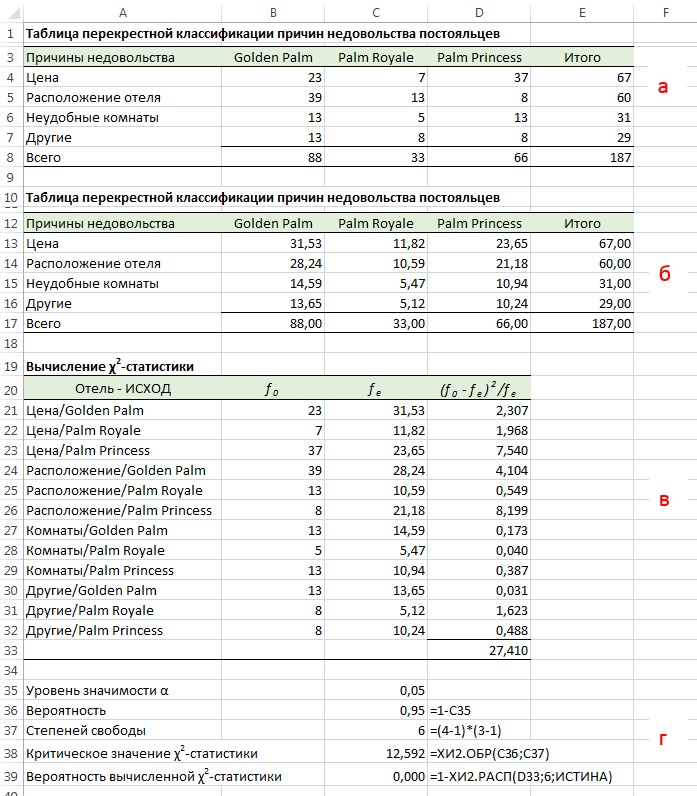 A B C D E F
1 Таблица перекрестной классификации причин недовольства постояльцев
3 Причины недовольства Golden Palm Palm Royale Palm Princess Итого
4 Цена 23 7 37 67
а
5 Расположение отеля 39 13 8 60
6 Неудобные комнаты 13 5 13 31
7 Другие 13 8 8 29
8 Всего 88 33 66 187
9
10 Таблица перекрестной классификации причин недовольства постояльцев
12 Причины недовольства Golden Palm Palm Royale Palm Princess Итого
13 Цена 31,53 11,82 23,65 67,00
14 Расположение отеля 28,24 10,59 21,18 60,00
б
15 Неудобные комнаты 14,59 5,47 10,94 31,00
16 Другие 13,65 5,12 10,24 29,00
17 Всего 88,00 33,00 66,00 187,00
18
19 Вычисление χ²-статистики
20 Отель - ИСХОД f₀ fₑ (f₀ - fₑ)²/fₑ
21 Цена/Golden Palm 23 31,53 2,307
22 Цена/Palm Royale 7 11,82 1,968
23 Цена/Palm Princess 37 23,65 7,540
24 Расположение/Golden Palm 39 28,24 4,104
25 Расположение/Palm Royale 13 10,59 0,549
в
26 Расположение/Palm Princess 8 21,18 8,199
27 Комнаты/Golden Palm 13 14,59 0,173
28 Комнаты/Palm Royale 5 5,47 0,040
29 Комнаты/Palm Princess 13 10,94 0,387
30 Другие/Golden Palm 13 13,65 0,031
31 Другие/Palm Royale 8 5,12 1,623
32 Другие/Palm Princess 8 10,24 0,488
33 27,410
34
35 Уровень значимости α 0,05
36 Вероятность 0,95 =1-C35
37 Степеней свободы 6 =(4-1)*(3-1)
г
38 Критическое значение χ²-статистики 12,592 =ХИ2.ОБР(C36;C37)
39 Вероятность вычисленной χ²-статистики 0,000 =1-ХИ2.РАСП(D33;6;ИСТИНА)